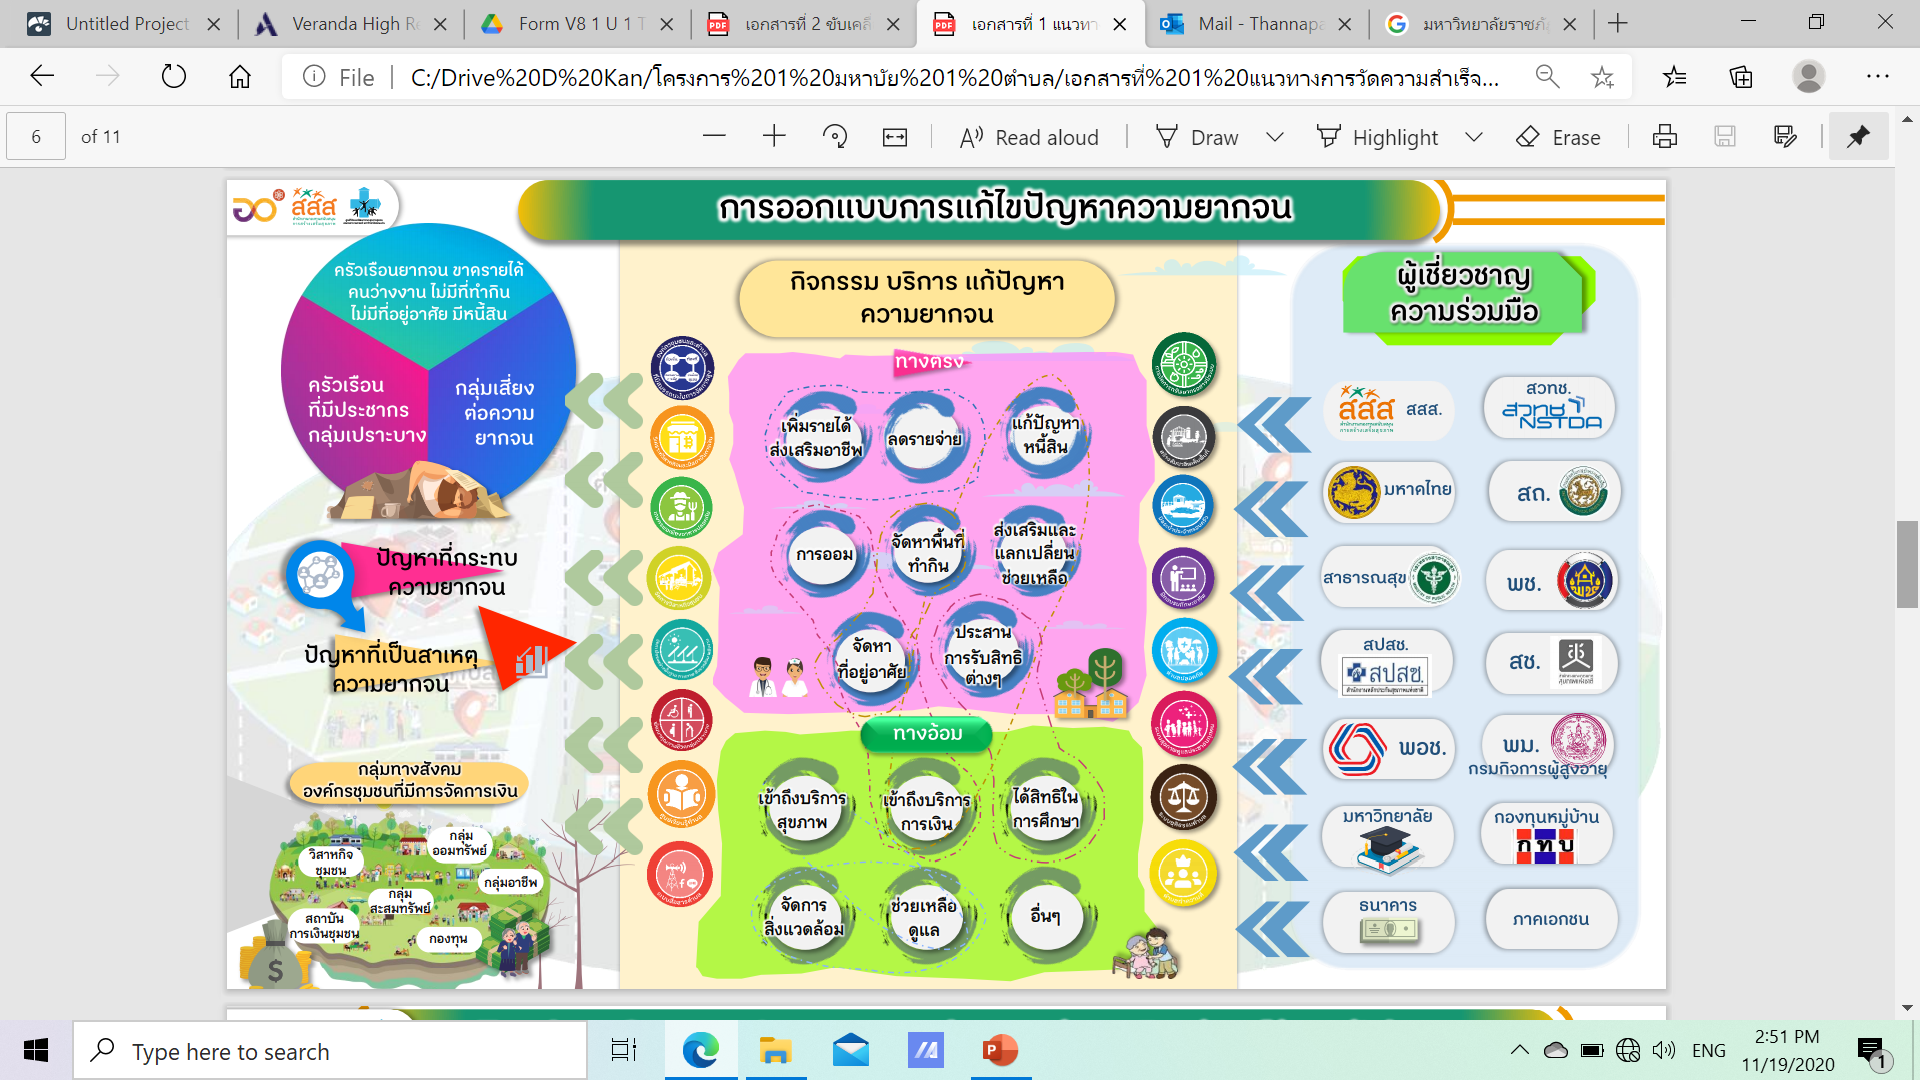 Untitled Project
Veranda High Re
Form V8 1 U 1 T
เอกสารที่ 2 ขับเคลื
เอกสารที่ 1 แนวทา
Mail - Thannapa
มหาวิทยาลัยราชภั
File
C:/Drive%20D%20Kan/โครงการ%201%20มหาบัย%201%20ตำบล/เอกสารที่%201%20แนวทางการวัดความสำเร็จ...
6 of 11
Read aloud
Draw
Highlight
Erase
สสส
การออกแบบการแก้ไขปัญหาความยากจน
ครัวเรือนยากจน ขาดรายได้
คนว่างงาน ไม่มีที่ทำกิน
ไม่มีที่อยู่อาศัย มีหนี้สิน
ครัวเรือน
ที่มีประชากร
กลุ่มเปราะบาง
กลุ่มเสี่ยง
ต่อความ
ยากจน
ปัญหาที่กระทบ
ความยากจน
ปัญหาที่เป็นสาเหตุ
ความยากจน
กลุ่มทางสังคม
องค์กรชุมชนที่มีการจัดการเงิน
กลุ่ม
ออมทรัพย์
วิสาหกิจ
ชุมชน
กลุ่มอาชีพ
กลุ่ม
สะสมทรัพย์
สถาบัน
การเงินชุมชน
กองทุน
กิจกรรม บริการ แก้ปัญหา
ความยากจน
ทางตรง
เพิ่มรายได้
ส่งเสริมอาชีพ
ลดรายจ่าย
แก้ปัญหา
หนี้สิน
การออม
จัดหาพื้นที่
ทำกิน
ส่งเสริมและ
แลกเปลี่ยน
ช่วยเหลือ
จัดหา
ที่อยู่อาศัย
ประสาน
การรับสิทธิ
ต่างๆ
ทางอ้อม
เข้าถึงบริการ
สุขภาพ
เข้าถึงบริการ
การเงิน
ได้สิทธิใน
การศึกษา
จัดการ
สิ่งแวดล้อม
ช่วยเหลือ
ดูแล
อื่นๆ
ผู้เชี่ยวชาญ
ความร่วมมือ
สสส สสส.
สวทช.
สวทช
NSTDA
มหาดไทย
สถ.
สาธารณสุข
พช.
สปสช.
สปสช.
สำนักงานหลักประกันสุขภาพแห่งชาติ
สช.
พอช.
พม.
กรมกิจการผู้สูงอายุ
มหาวิทยาลัย
กองทุนหมู่บ้าน
ก ท บ
ธนาคาร
ภาคเอกชน
Type here to search
ENG
2:51 PM
11/19/2020
1